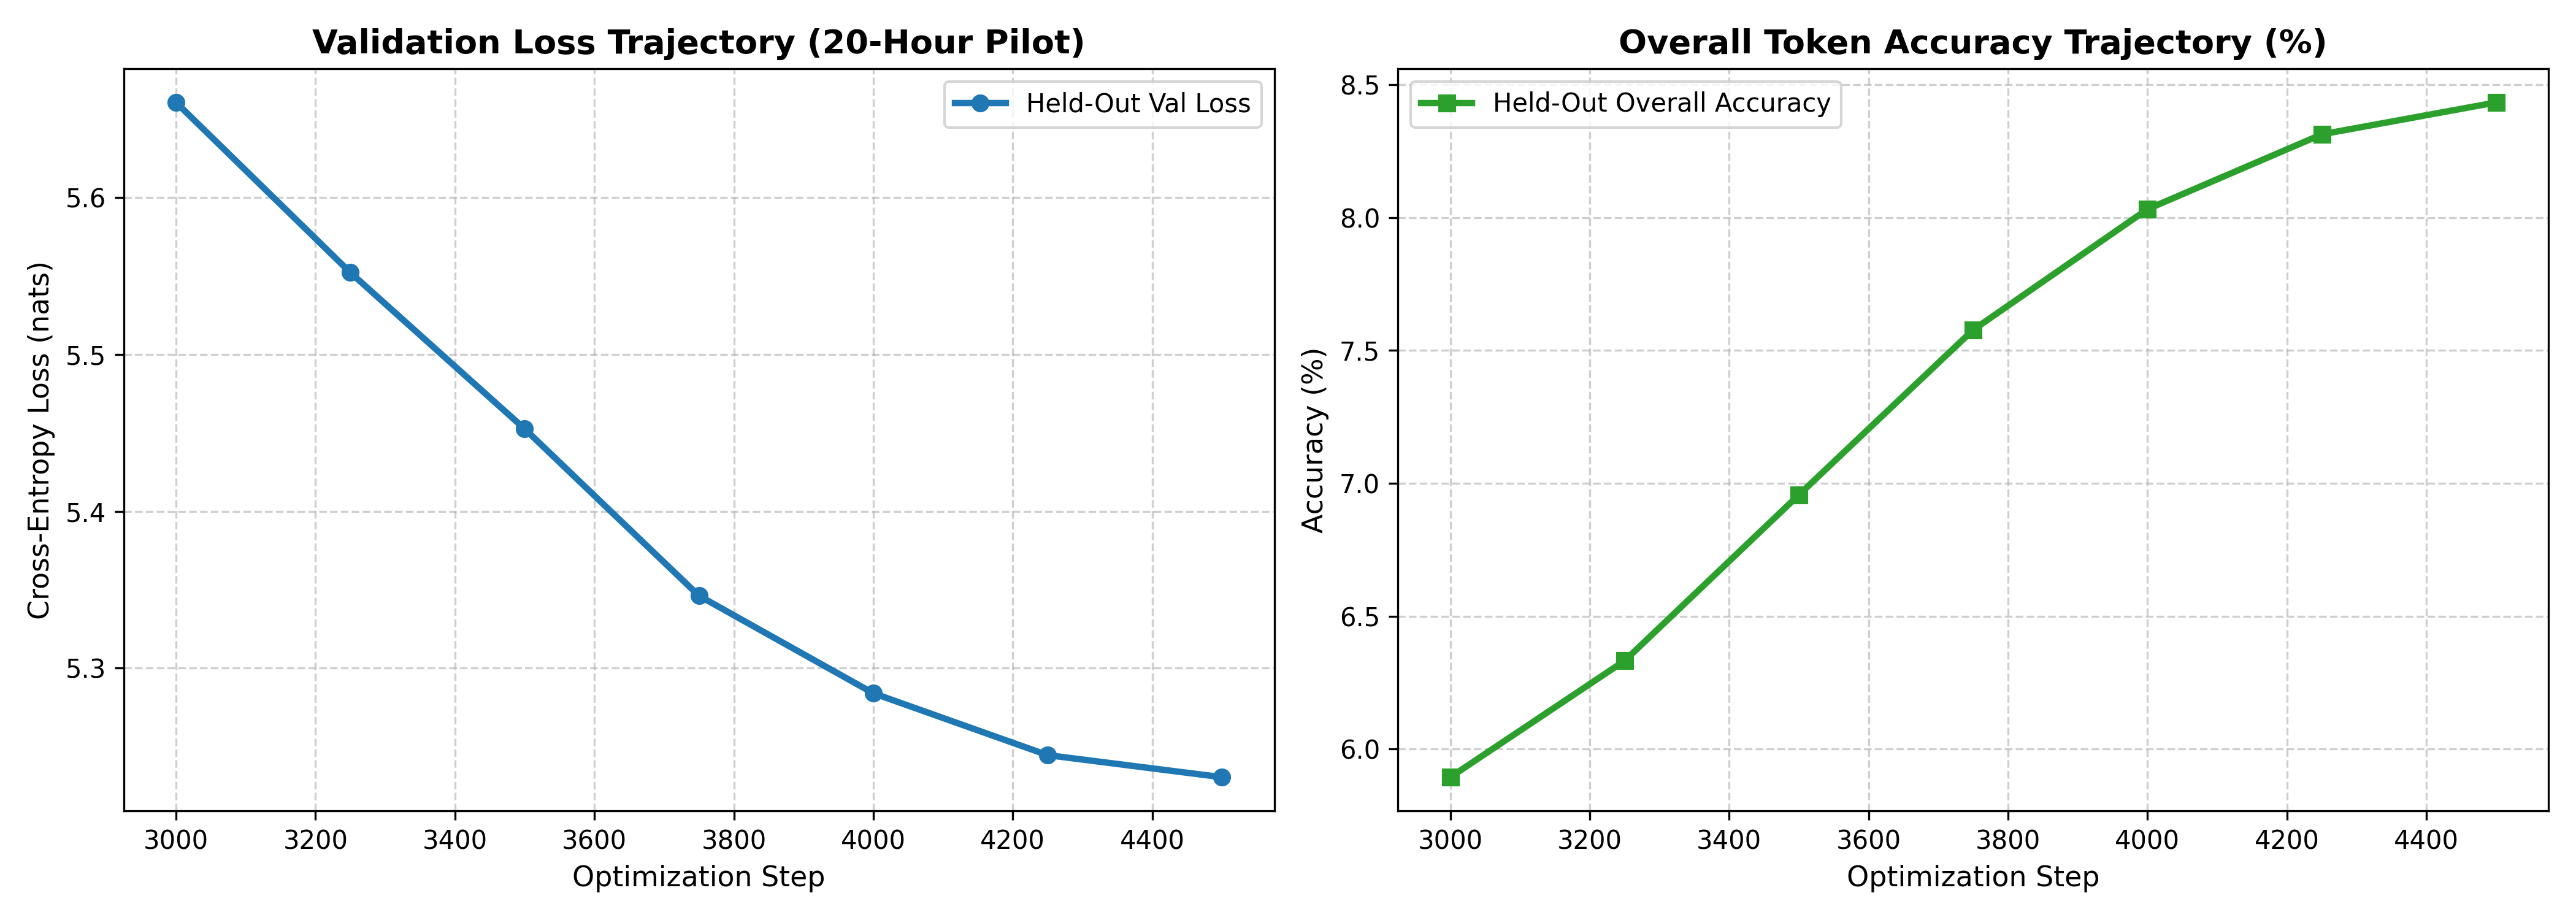 Validation Loss Trajectory (20-Hour Pilot)
Held-Out Val Loss
Cross-Entropy Loss (nats)
5.6
5.5
5.4
5.3
3000 3200 3400 3600 3800 4000 4200 4400
Optimization Step
Overall Token Accuracy Trajectory (%)
Held-Out Overall Accuracy
Accuracy (%)
8.5
8.0
7.5
7.0
6.5
6.0
3000 3200 3400 3600 3800 4000 4200 4400
Optimization Step